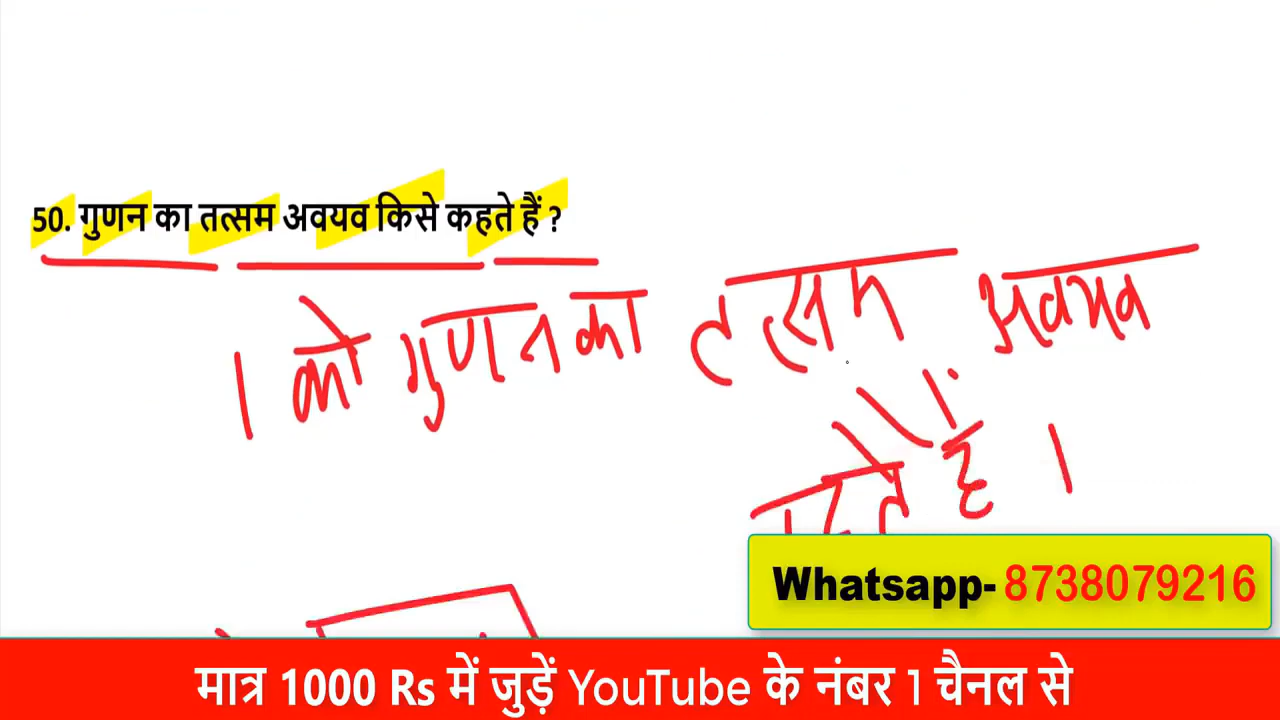 50. गुणन का तत्सम अवयव किसे कहते हैं ?
1 को गुणन का तत्सम अवयव
हैं ।
Whatsapp- 8738079216
मात्र 1000 Rs में जुड़ें YouTube के नंबर 1 चैनल से